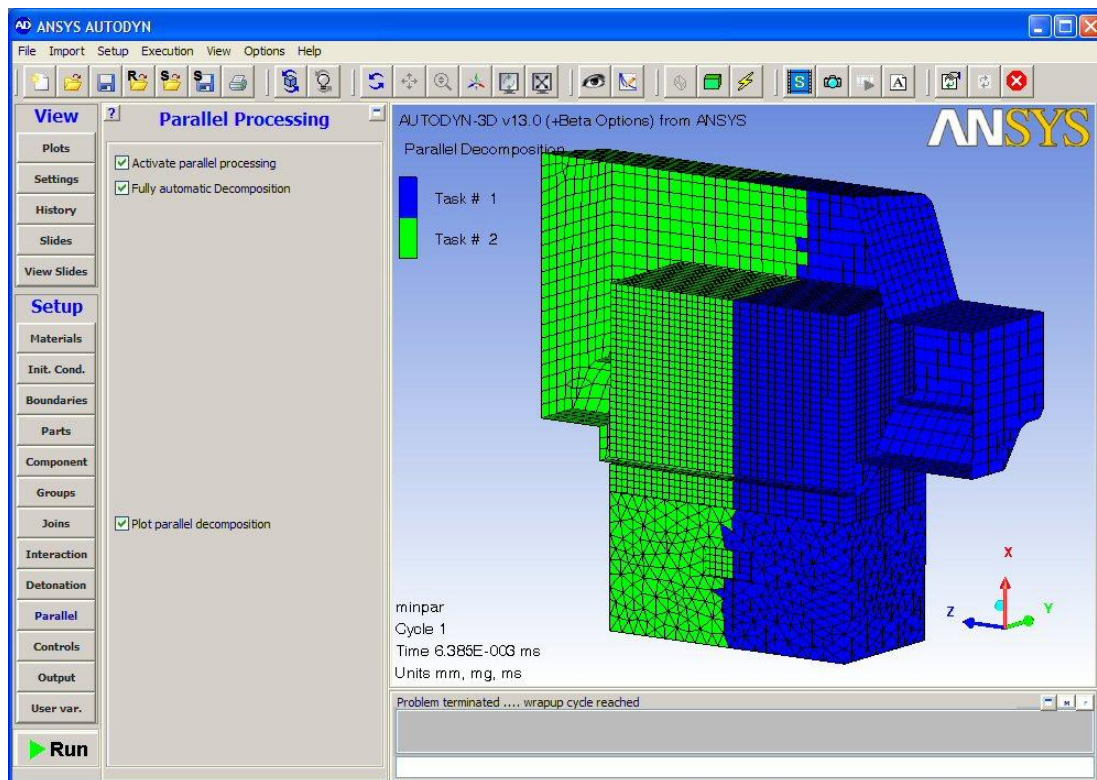 AD ANSYS AUTODYN
File Import Setup Execution View Options Help
R S S S A
View
Plots
Settings
History
Slides
View Slides
Setup
Materials
Init. Cond.
Boundaries
Parts
Component
Groups
Joins
Interaction
Detonation
Parallel
Controls
Output
User var.
Run
? Parallel Processing
Activate parallel processing
Fully automatic Decomposition
Plot parallel decomposition
AUTODYN-3D v13.0 (+Beta Options) from ANSYS
ANSYS
Parallel Decomposition
Task # 1
Task # 2
X
Z
Y
minpar
Cycle 1
Time 6.385E-003 ms
Units mm, mg, ms
Problem terminated .... wrapup cycle reached